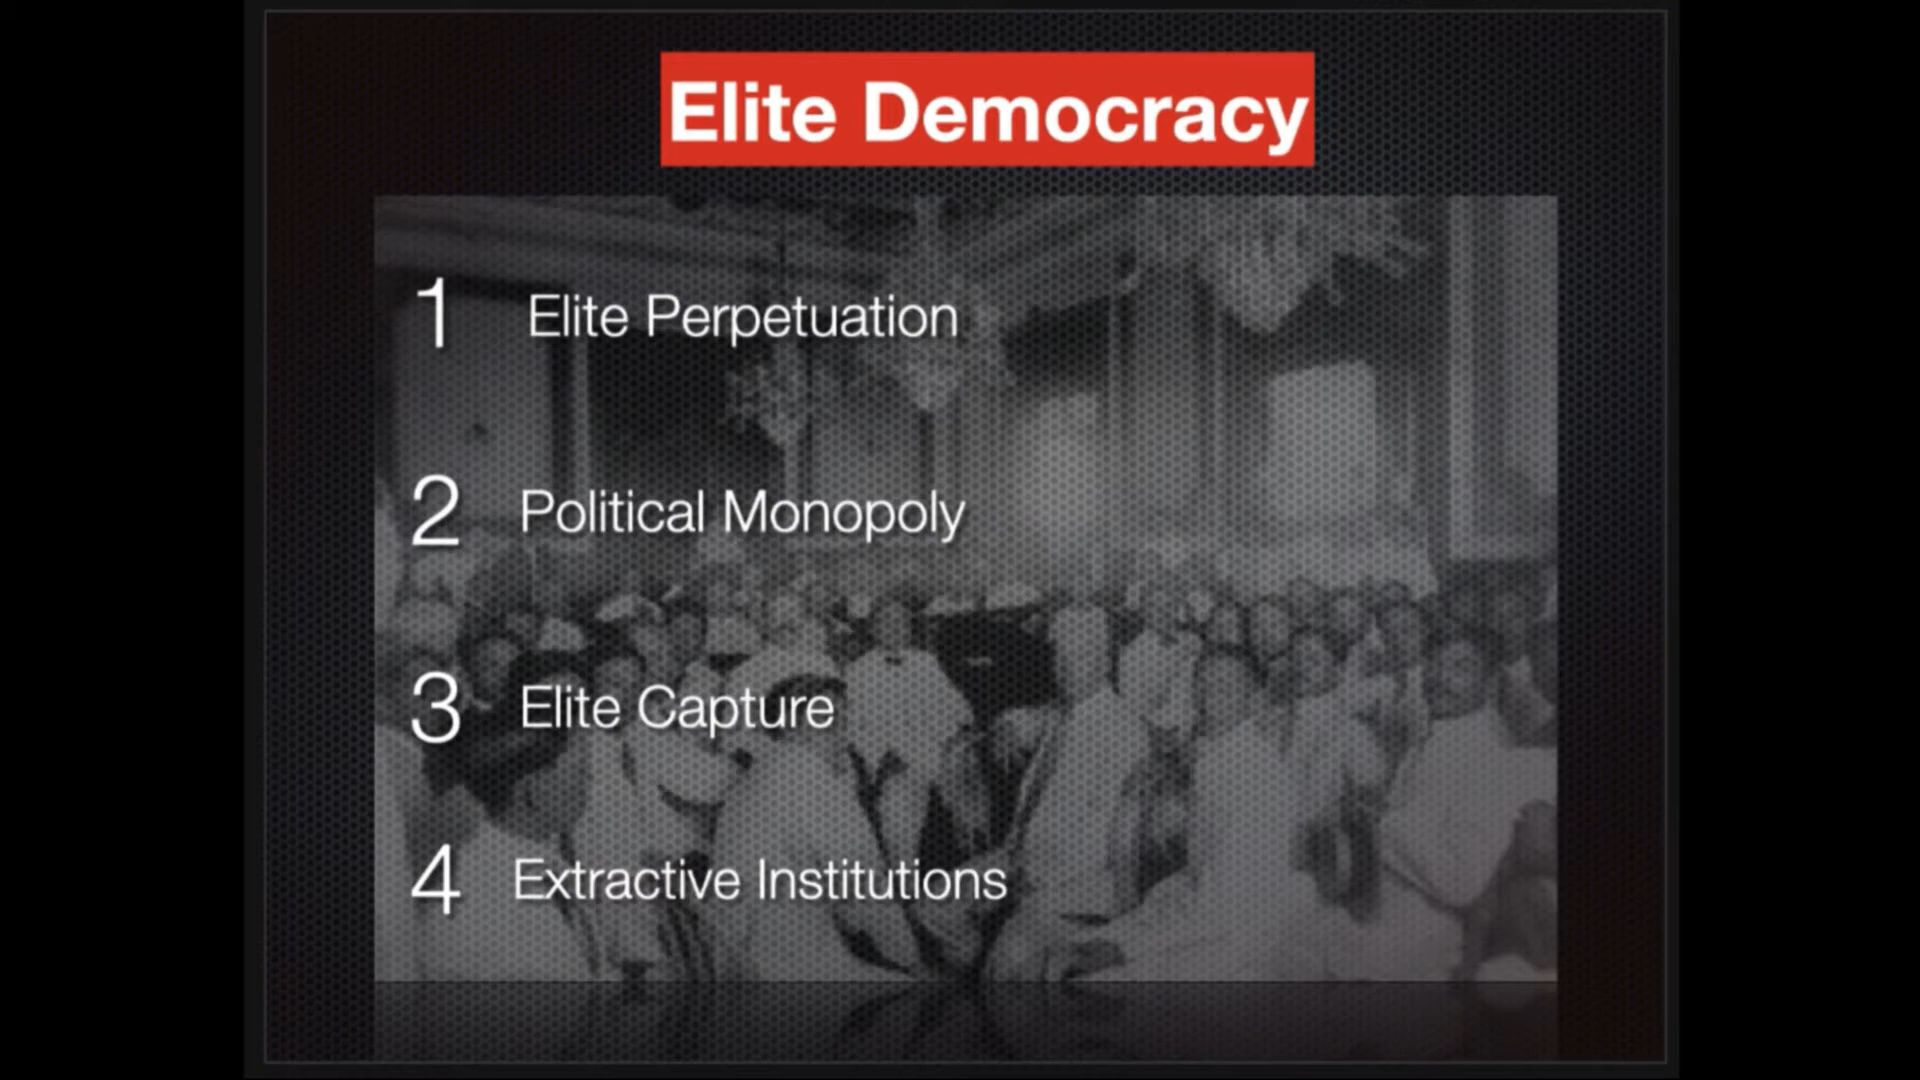 Elite Democracy
1 Elite Perpetuation
2 Political Monopoly
3 Elite Capture
4 Extractive Institutions